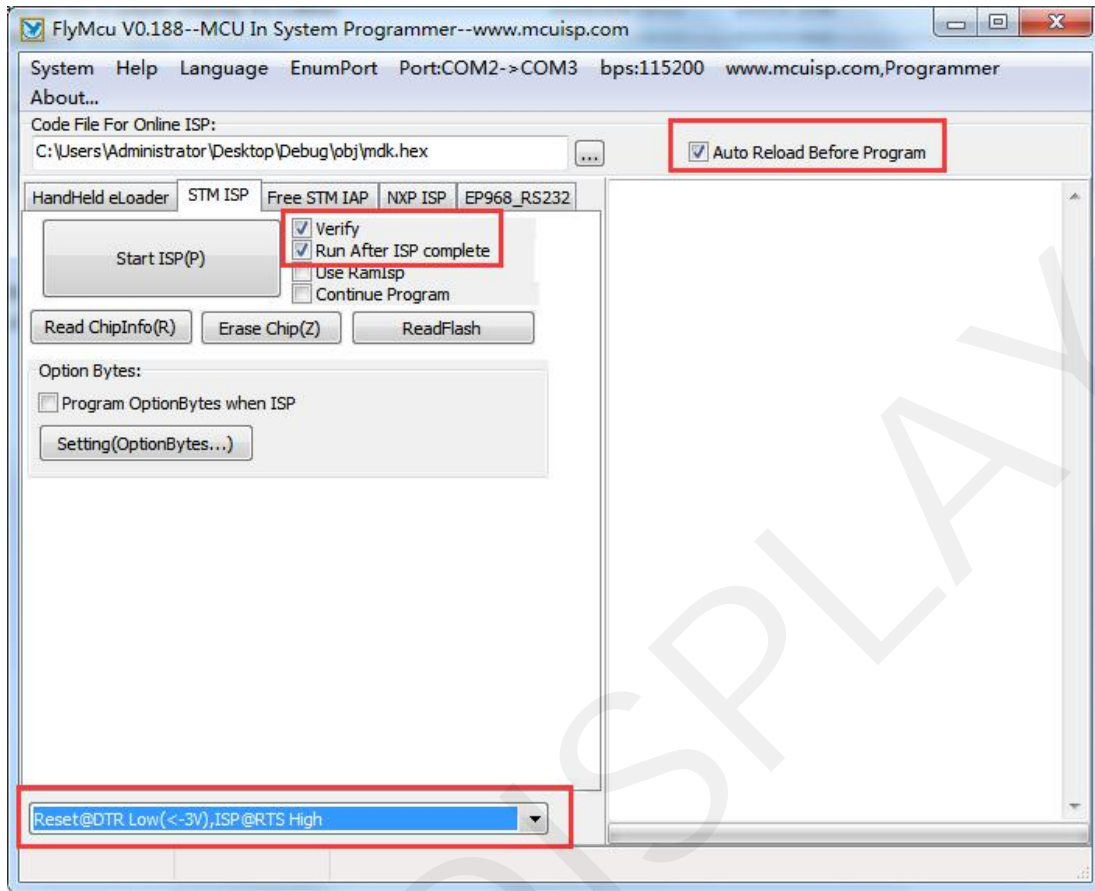 FlyMcu V0.188--MCU In System Programmer--www.mcuisp.com
System Help Language EnumPort Port:COM2->COM3 bps:115200 www.mcuisp.com,Programmer
About...
Code File For Online ISP:
C:\Users\Administrator\Desktop\Debug\obj\mdk.hex ... Auto Reload Before Program
HandHeld eLoader STM ISP Free STM IAP NXP ISP EP968_RS232
Verify
Start ISP(P) Run After ISP complete
Use RamIsp
Continue Program
Read ChipInfo(R) Erase Chip(Z) ReadFlash
Option Bytes:
Program OptionBytes when ISP
Setting(OptionBytes...)
Reset@DTR Low(<-3V),ISP@RTS High
DISPLAY